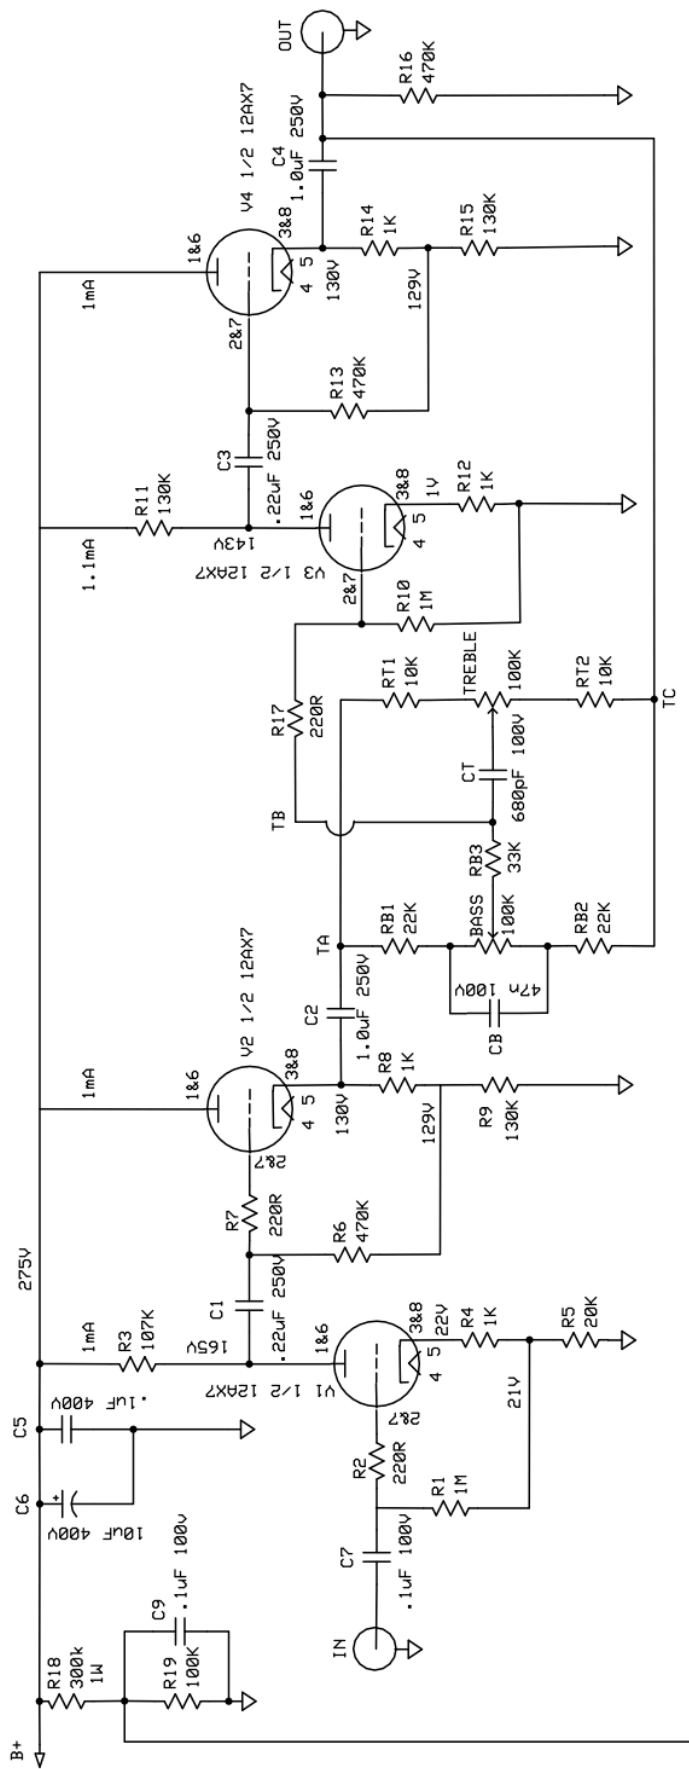 B+
R18
300k
1W
R19
100K
C9
.1uF 100v
C6
10uF 400V
C5
.1uF 400V
275V
IN
C7
.1uF 100V
R1
1M
R2
220R
2&7
V1 1/2 12AX7
1&6
3&8
4 5
22V
R4
1K
21V
R5
20K
1mA
R3
107K
165V
C1
.22uF 250V
R6
470K
R7
220R
2&7
V2 1/2 12AX7
1&6
1mA
3&8
4 5
130V
R8
1K
129V
R9
130K
C2
1.0uF 250V
TA
RB1
22K
BASS
100K
CB
47n 100V
RB2
22K
RB3
33K
CT
680pF 100V
TB
R17
220R
RT1
10K
TREBLE
100K
RT2
10K
TC
2&7
R10
1M
V3 1/2 12AX7
1&6
3&8
4 5
1V
R12
1K
1.1mA
R11
130K
143V
C3
.22uF 250V
R13
470K
2&7
V4 1/2 12AX7
1&6
1mA
3&8
4 5
130V
R14
1K
129V
R15
130K
C4
1.0uF 250V
R16
470K
OUT